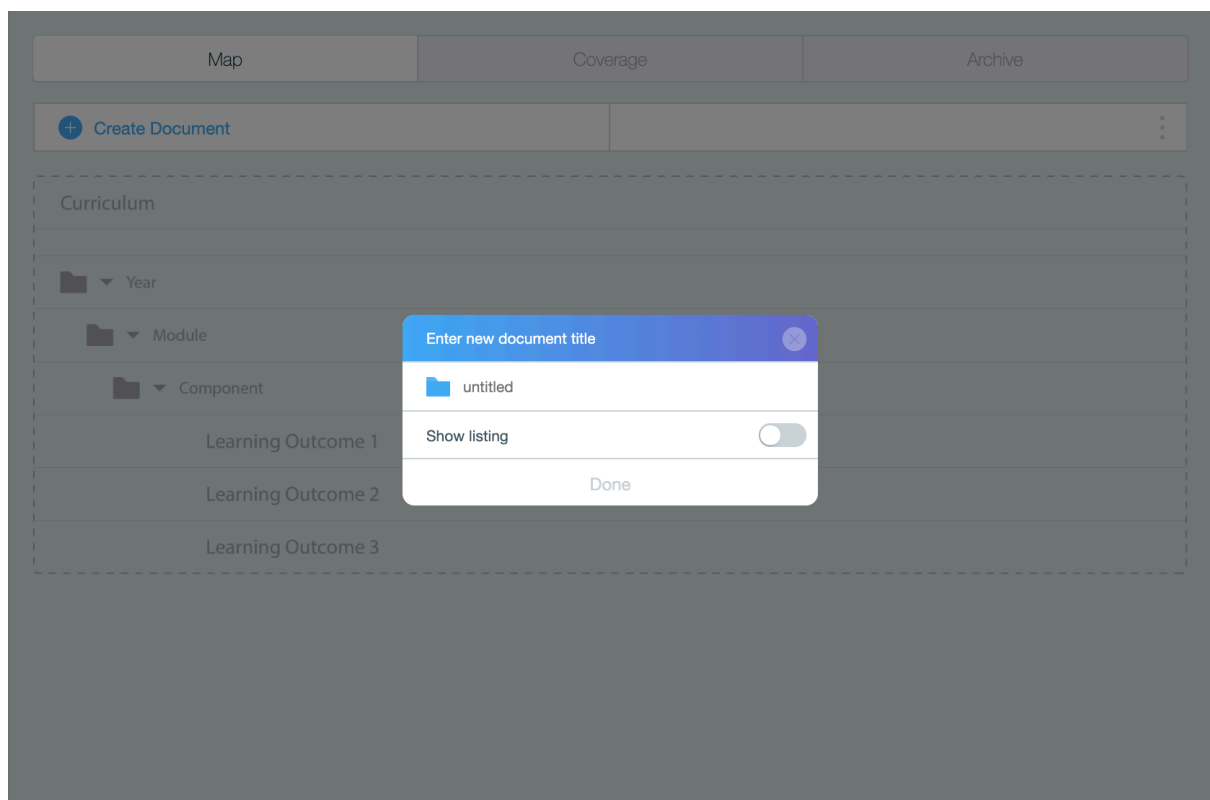 Map Coverage Archive
Create Document
Curriculum
Year
Module
Component
Learning Outcome 1
Learning Outcome 2
Learning Outcome 3
Enter new document title
untitled
Show listing
Done